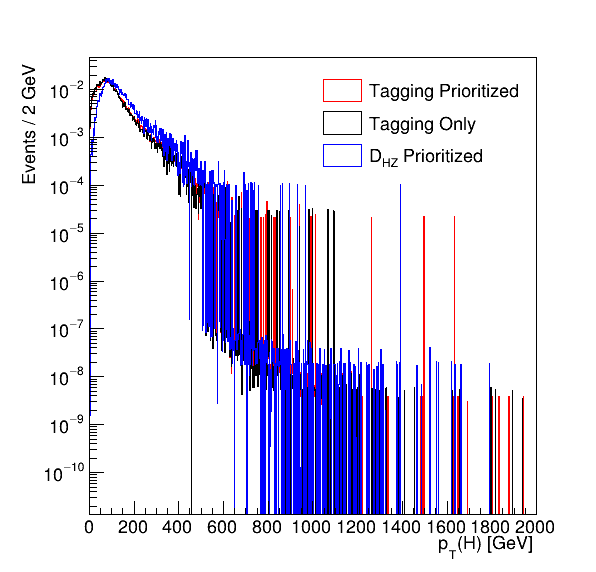 Events / 2 GeV
10−2
10−3
10−4
10−5
10−6
10−7
10−8
10−9
10−10
Tagging Prioritized
Tagging Only
DHZ Prioritized
0 200 400 600 800 1000 1200 1400 1600 1800 2000
pT(H) [GeV]